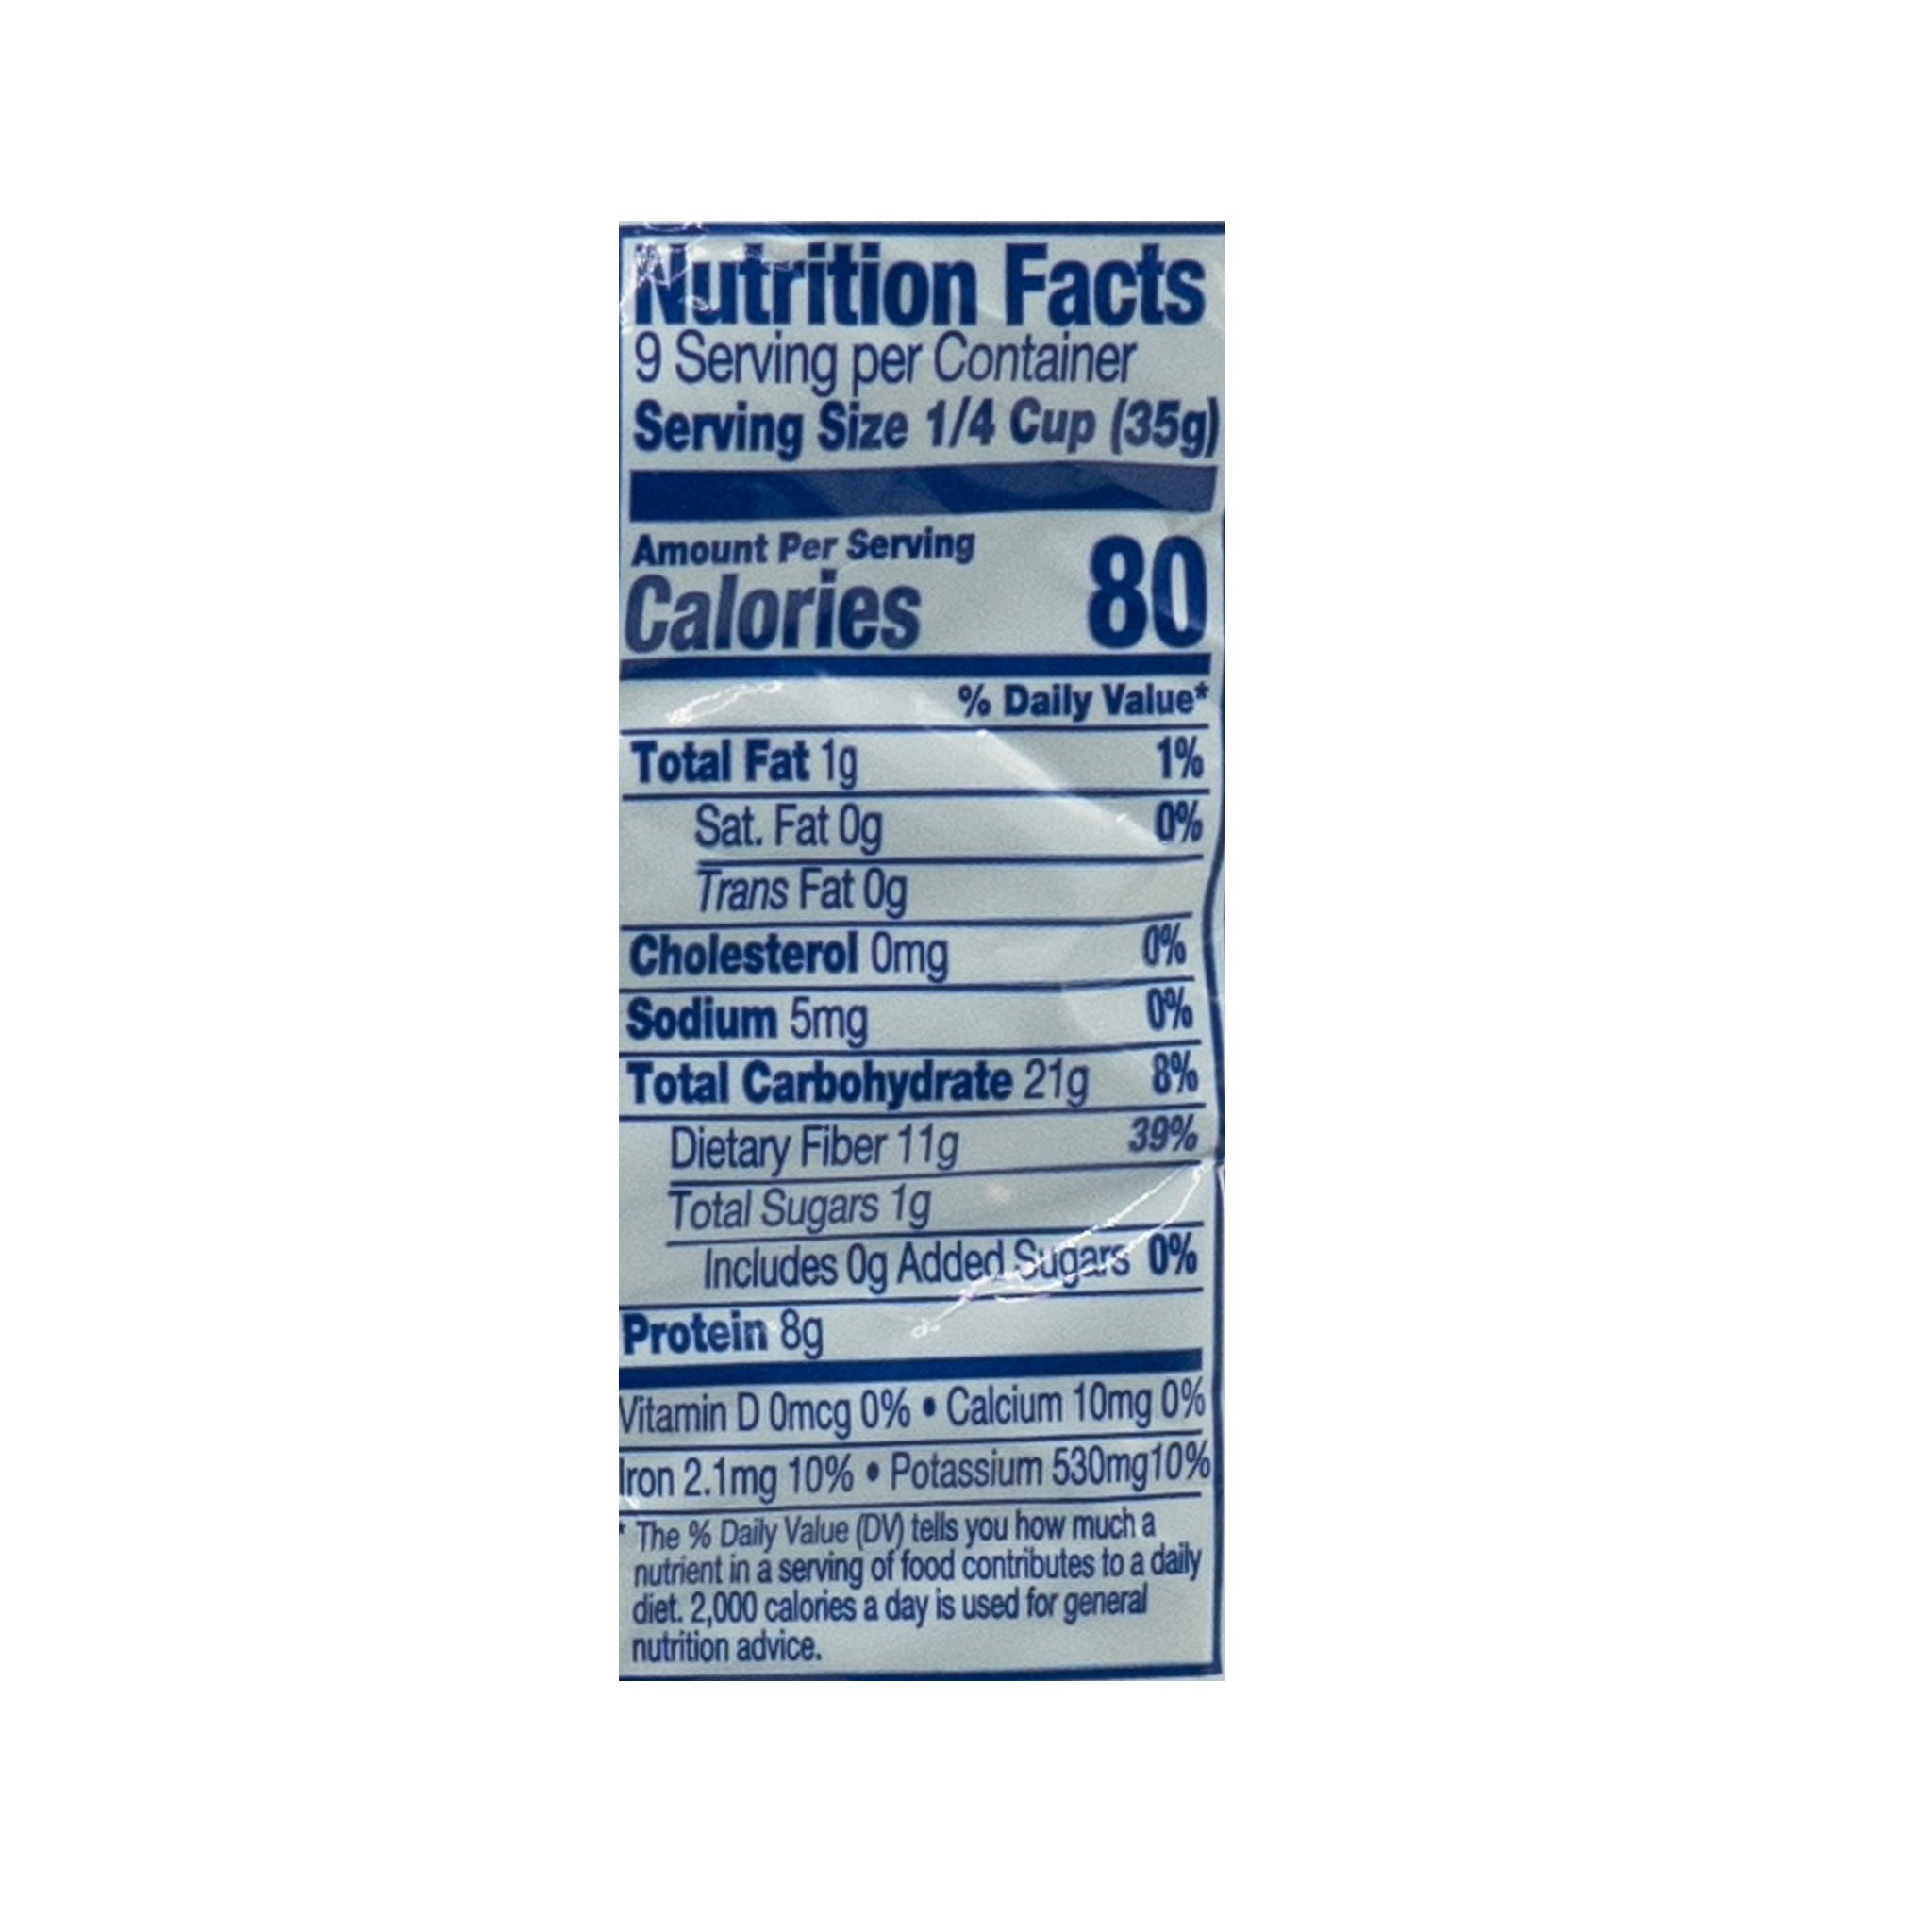 Nutrition Facts
9 Serving per Container
Serving Size 1/4 Cup (35g)
Amount Per Serving
Calories 80
% Daily Value*
Total Fat 1g 1%
Sat. Fat 0g 0%
Trans Fat 0g
Cholesterol 0mg 0%
Sodium 5mg 0%
Total Carbohydrate 21g 8%
Dietary Fiber 11g 39%
Total Sugars 1g
Includes 0g Added Sugars 0%
Protein 8g
Vitamin D 0mcg 0% • Calcium 10mg 0%
Iron 2.1mg 10% • Potassium 530mg10%
* The % Daily Value (DV) tells you how much a
nutrient in a serving of food contributes to a daily
diet. 2,000 calories a day is used for general
nutrition advice.